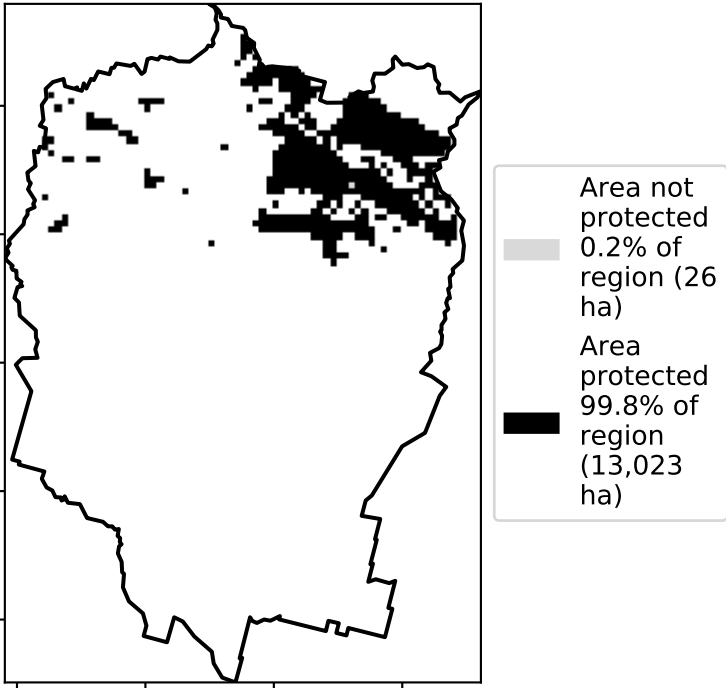 Area not
protected
0.2% of
region (26
ha)
Area
protected
99.8% of
region
(13,023
ha)